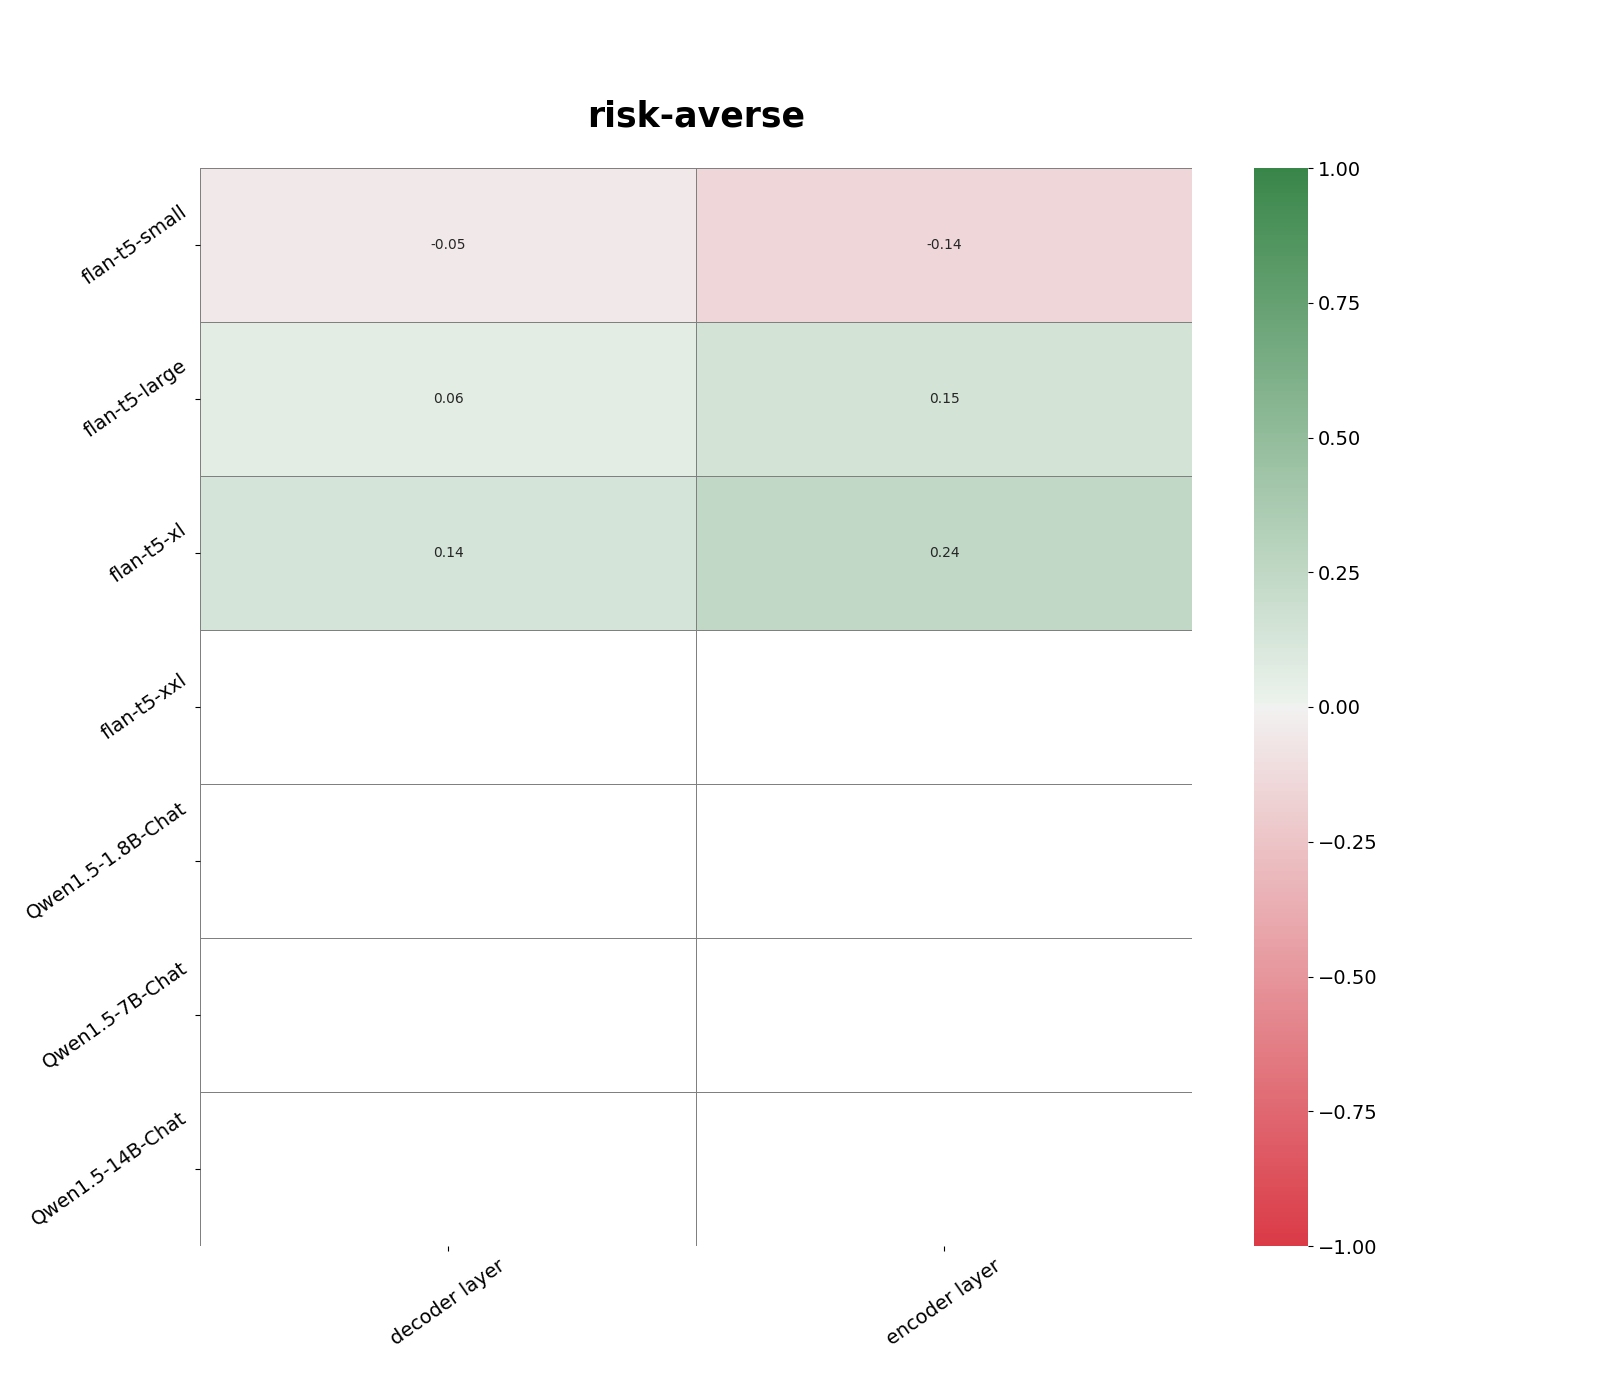 risk-averse
flan-t5-small
-0.05
-0.14
flan-t5-large
0.06
0.15
flan-t5-xl
0.14
0.24
flan-t5-xxl
Qwen1.5-1.8B-Chat
Qwen1.5-7B-Chat
Qwen1.5-14B-Chat
decoder layer
encoder layer
1.00
0.75
0.50
0.25
0.00
−0.25
−0.50
−0.75
−1.00